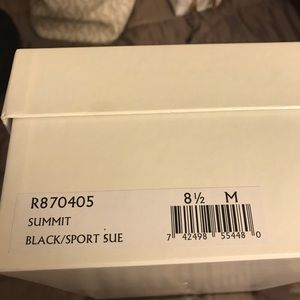 R870405 8½ M
SUMMIT
BLACK/SPORT SUE
7 42498 55448 0